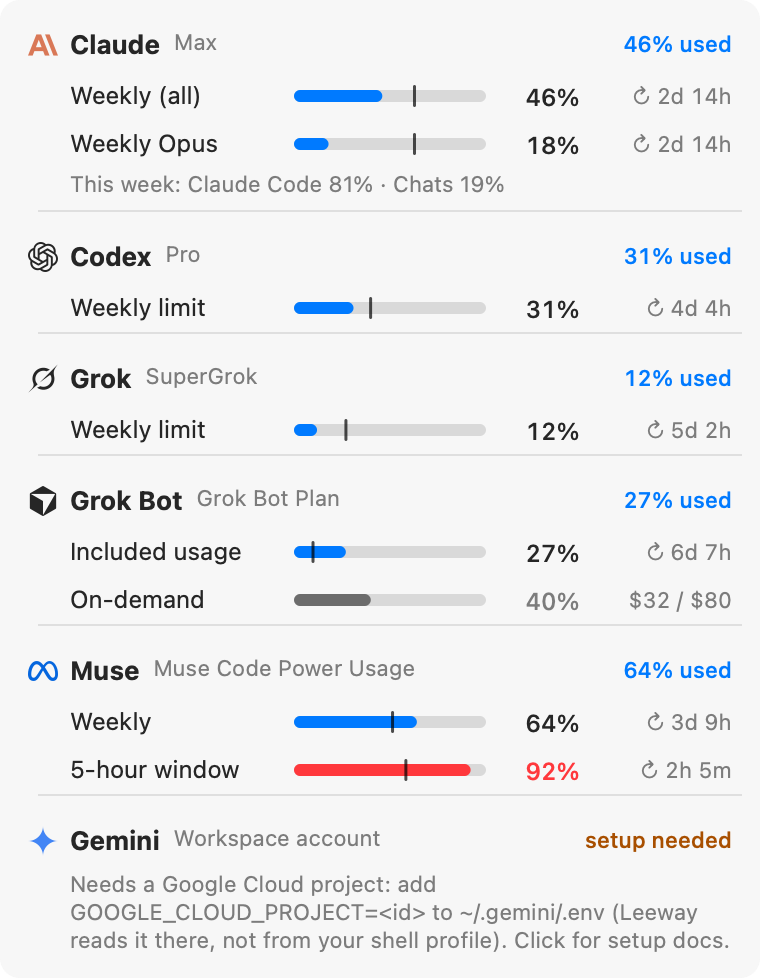 Claude Max 46% used
Weekly (all) 46% ↻ 2d 14h
Weekly Opus 18% ↻ 2d 14h
This week: Claude Code 81% · Chats 19%
Codex Pro 31% used
Weekly limit 31% ↻ 4d 4h
Grok SuperGrok 12% used
Weekly limit 12% ↻ 5d 2h
Grok Bot Grok Bot Plan 27% used
Included usage 27% ↻ 6d 7h
On-demand 40% $32 / $80
Muse Muse Code Power Usage 64% used
Weekly 64% ↻ 3d 9h
5-hour window 92% ↻ 2h 5m
Gemini Workspace account setup needed
Needs a Google Cloud project: add
GOOGLE_CLOUD_PROJECT=<id> to ~/.gemini/.env (Leeway
reads it there, not from your shell profile). Click for setup docs.